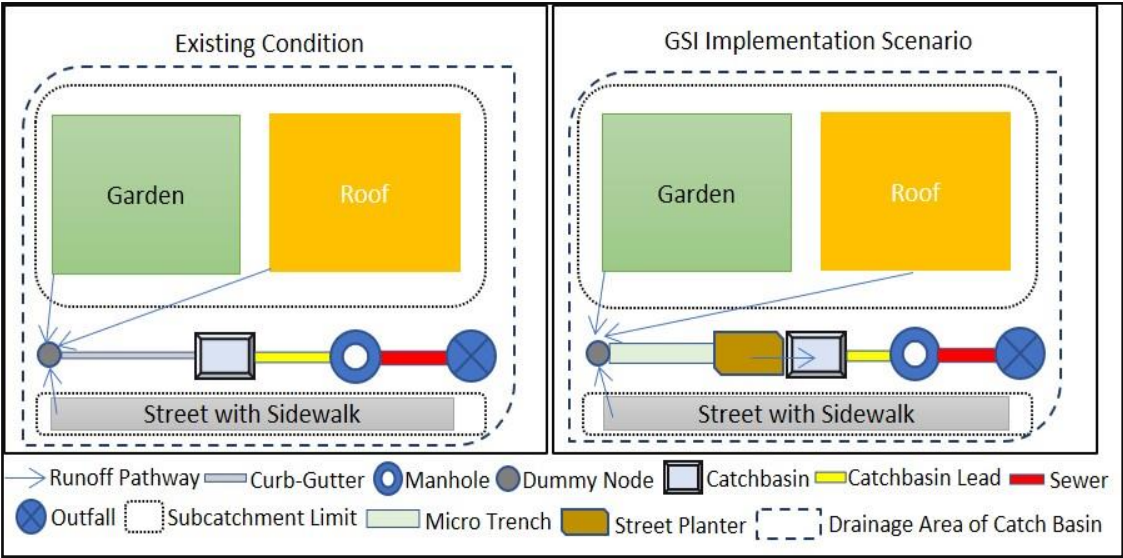 Existing Condition
Garden
Roof
Street with Sidewalk
GSI Implementation Scenario
Garden
Roof
Street with Sidewalk
Runoff Pathway Curb-Gutter Manhole Dummy Node Catchbasin Catchbasin Lead Sewer
Outfall Subcatchment Limit Micro Trench Street Planter Drainage Area of Catch Basin